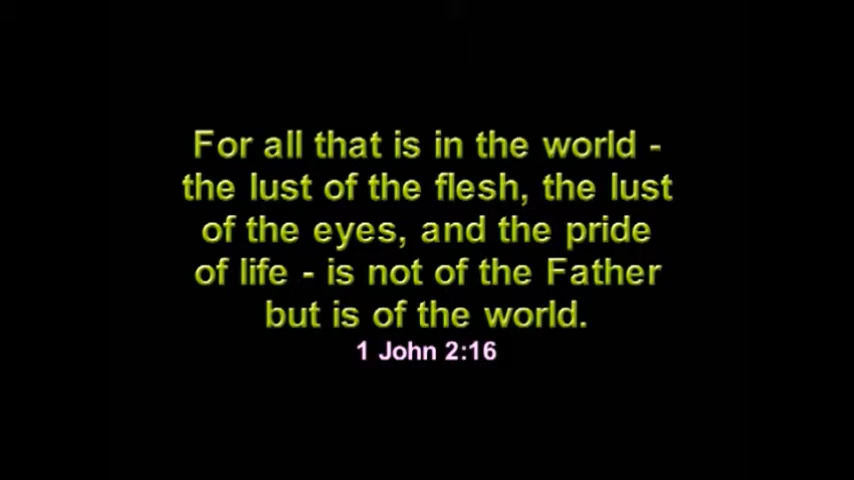 For all that is in the world -
the lust of the flesh, the lust
of the eyes, and the pride
of life - is not of the Father
but is of the world.
1 John 2:16